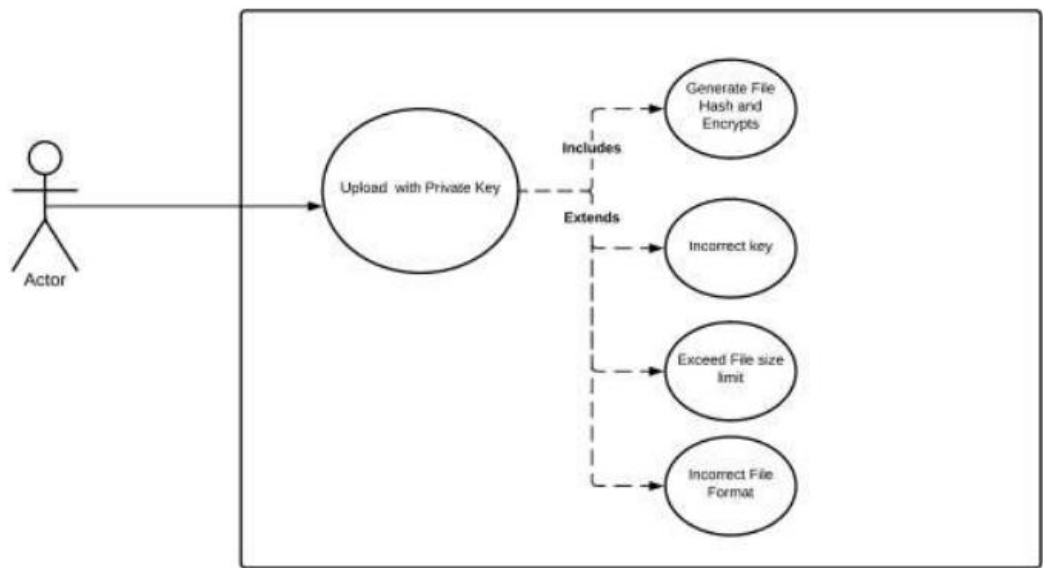 Generate File
Hash and
Encrypts
Includes
Upload with Private Key
Extends
Incorrect key
Actor
Exceed File size
limit
Incorrect File
Format